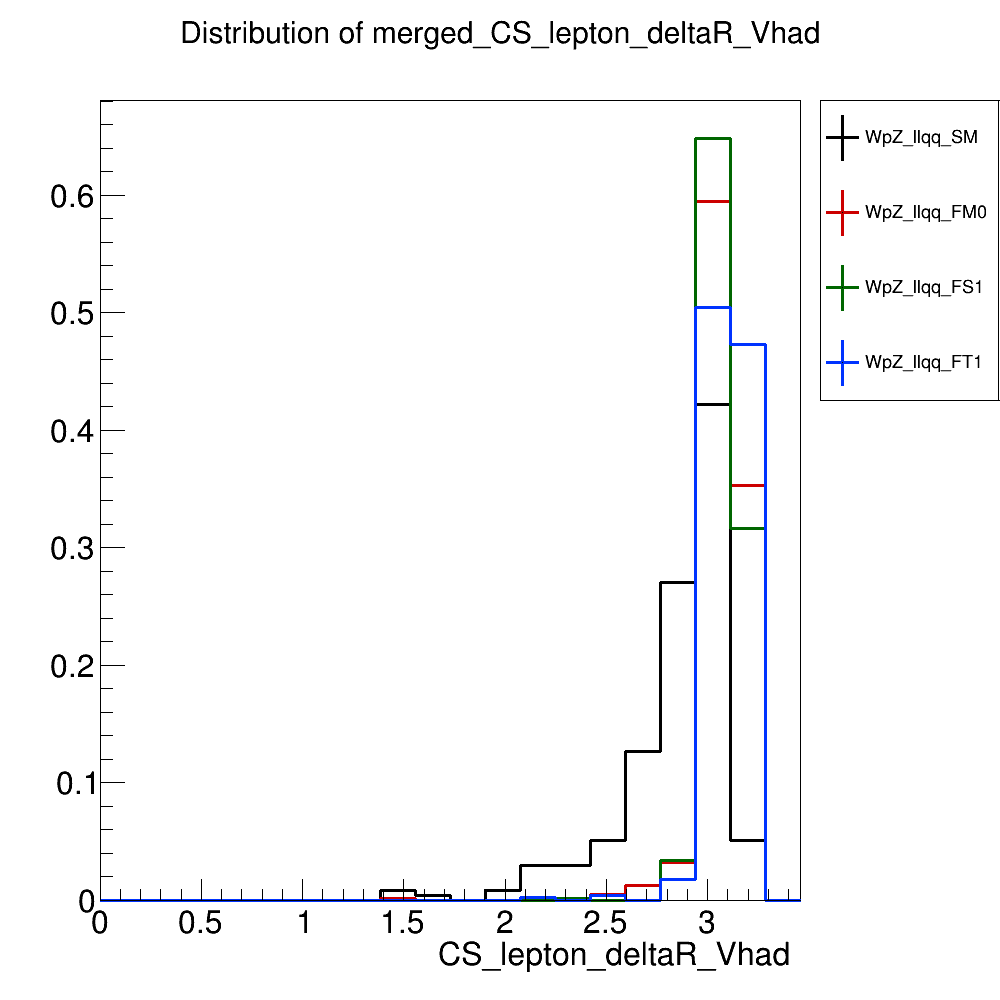 Distribution of merged_CS_lepton_deltaR_Vhad
WpZ_llqq_SM
WpZ_llqq_FM0
WpZ_llqq_FS1
WpZ_llqq_FT1
0.6
0.5
0.4
0.3
0.2
0.1
0
0 0.5 1 1.5 2 2.5 3
CS_lepton_deltaR_Vhad